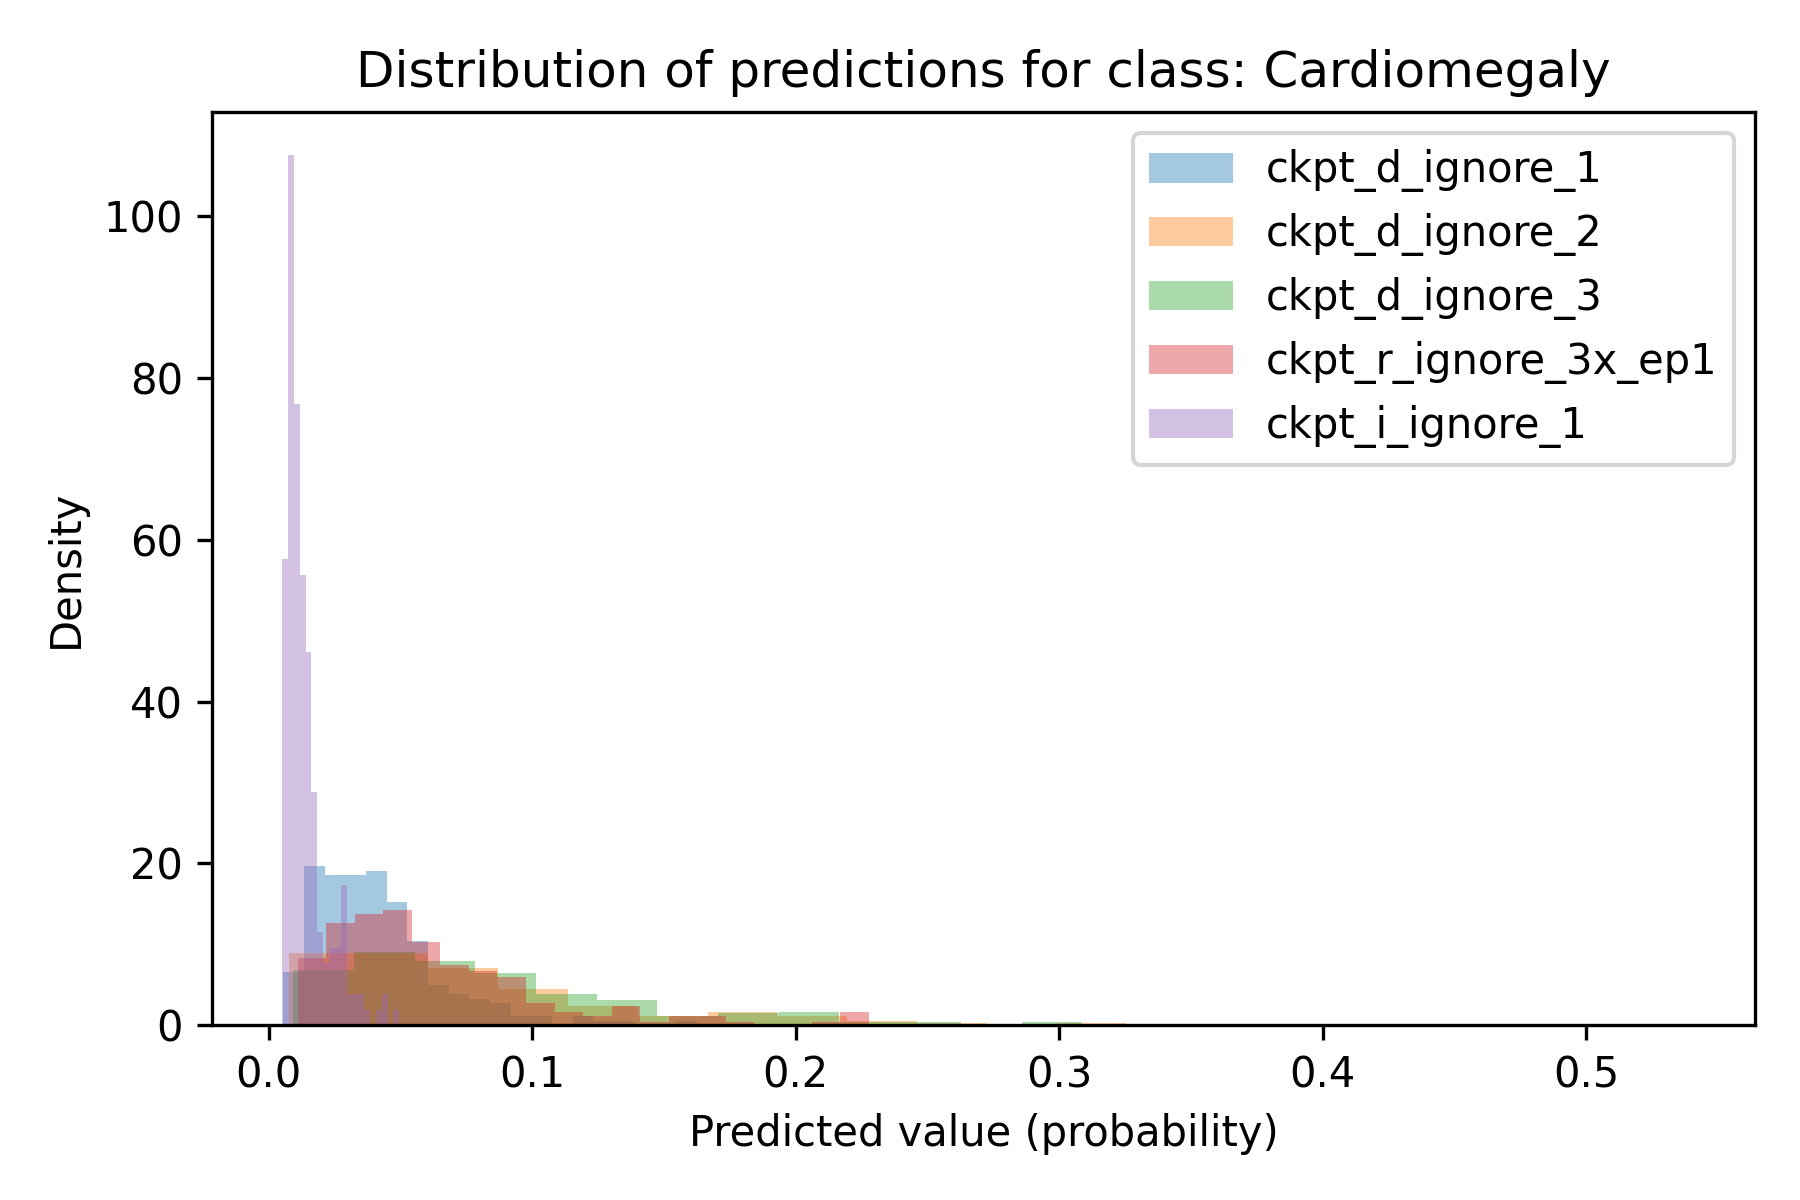 Distribution of predictions for class: Cardiomegaly
ckpt_d_ignore_1
ckpt_d_ignore_2
ckpt_d_ignore_3
ckpt_r_ignore_3x_ep1
ckpt_i_ignore_1
Density
100
80
60
40
20
0
0.0 0.1 0.2 0.3 0.4 0.5
Predicted value (probability)